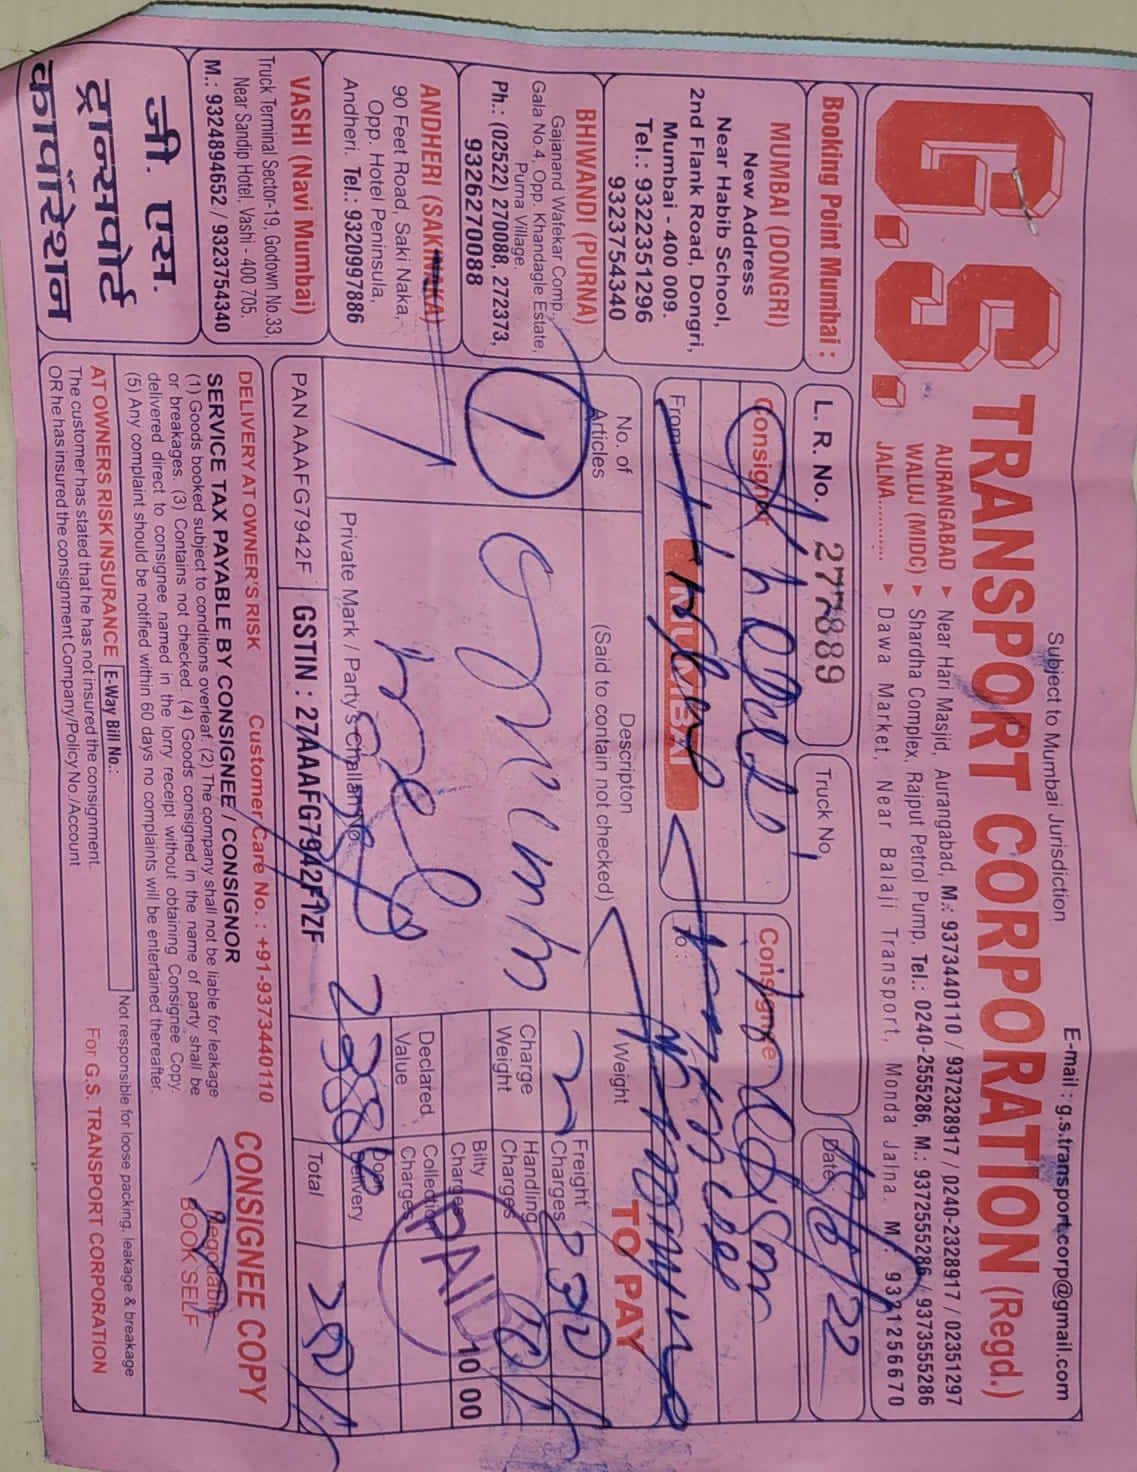 Subject to Mumbai Jurisdiction
E-mail : g.s.transport.corp@gmail.com
G.S. TRANSPORT CORPORATION (Regd.)
AURANGABAD ▸ Near Hari Masjid, Aurangabad, M.: 9373440110 / 9372328917 / 0240-2328917 / 02351297
WALUJ (MIDC) ▸ Shardha Complex, Rajput Petrol Pump. Tel.: 0240-2555286, M.: 9372555286 / 9373555286
JALNA........... ▸ Dawa Market, Near Balaji Transport, Monda Jalna. M.: 9321256670
Booking Point Mumbai :
L. R. No. 277889
Truck No.
Date
MUMBAI (DONGRI)
New Address
Near Habib School,
2nd Flank Road, Dongri,
Mumbai - 400 009.
Tel.: 9322351296
9323754340
BHIWANDI (PURNA)
Gajanand Wafekar Comp.,
Gala No.4, Opp. Khandagle Estate,
Purna Village.
Ph.: (02522) 270088, 272373,
9326270088
ANDHERI (SAKINAKA)
90 Feet Road, Saki Naka,
Opp. Hotel Peninsula,
Andheri. Tel.: 9320997886
VASHI (Navi Mumbai)
Truck Terminal Sector-19, Godown No.33,
Near Sandip Hotel, Vashi - 400 705.
M.: 9324894652 / 9323754340
जी. एस.
ट्रान्सपोर्ट
कार्पोरेशन
Consignor
Consignee
From
MUMBAI
To :
No. of
Articles
Descripton
(Said to contain not checked)
Weight
TO PAY
1
Charge
Weight
Declared
Value
Freight
Charges
Handling
Charges
Bilty
Charges 10 00
Collection
Charges
Door
Delivery
PAID
Private Mark / Party's Challan No.
PAN AAAFG7942F
GSTIN : 27AAAFG7942F1ZF
Total
DELIVERY AT OWNER'S RISK
Customer Care No. : +91-9373440110
SERVICE TAX PAYABLE BY CONSIGNEE / CONSIGNOR
(1) Goods booked subject to conditions overleaf. (2) The company shall not be liable for leakage
or breakages. (3) Contains not checked. (4) Goods consigned in the name of party shall be
delivered direct to consignee named in the lorry receipt without obtaining Consignee Copy.
(5) Any complaint should be notified within 60 days no complaints will be entertained thereafter.
CONSIGNEE COPY
Negotiable
BOOK SELF
AT OWNERS RISK INSURANCE
E-Way Bill No.:
Not responsible for loose packing, leakage & breakage
The customer has stated that he has not insured the consignment.
OR he has insured the consignment Company/Policy No./Account
For G.S. TRANSPORT CORPORATION